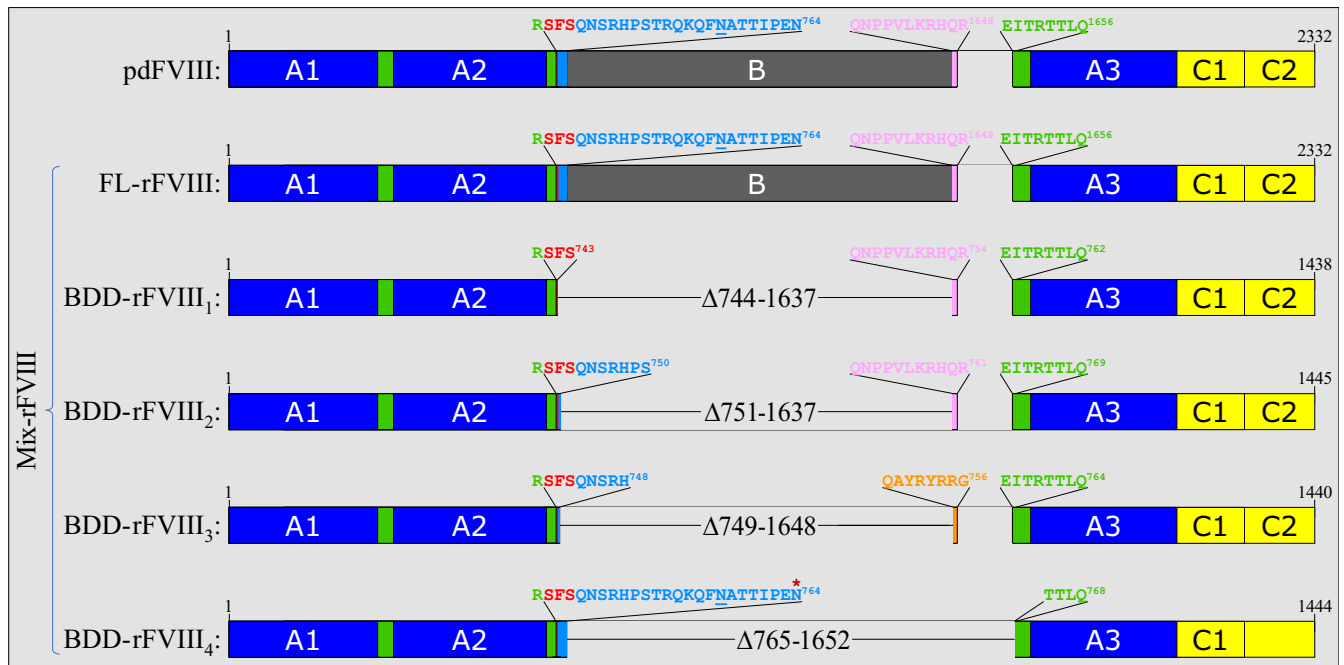 RSFSQNSRHPSTRQKQFNATTIPEN764 QNPPVLKRHQR1648 EITRTTLQ1656
1 2332
pdFVIII: A1 A2 B A3 C1 C2
RSFSQNSRHPSTRQKQFNATTIPEN764 QNPPVLKRHQR1648 EITRTTLQ1656
1 2332
FL-rFVIII: A1 A2 B A3 C1 C2
RSFS743 QNPPVLKRHQR754 EITRTTLQ762
1 1438
BDD-rFVIII1: A1 A2 Δ744-1637 A3 C1 C2
RSFSQNSRHPS750 QNPPVLKRHQR761 EITRTTLQ769
1 1445
BDD-rFVIII2: A1 A2 Δ751-1637 A3 C1 C2
Mix-rFVIII
RSFSQNSRH748 QAYRYRRG756 EITRTTLQ764
1 1440
BDD-rFVIII3: A1 A2 Δ749-1648 A3 C1 C2
*
RSFSQNSRHPSTRQKQFNATTIPEN764 TTLQ768
1 1444
BDD-rFVIII4: A1 A2 Δ765-1652 A3 C1